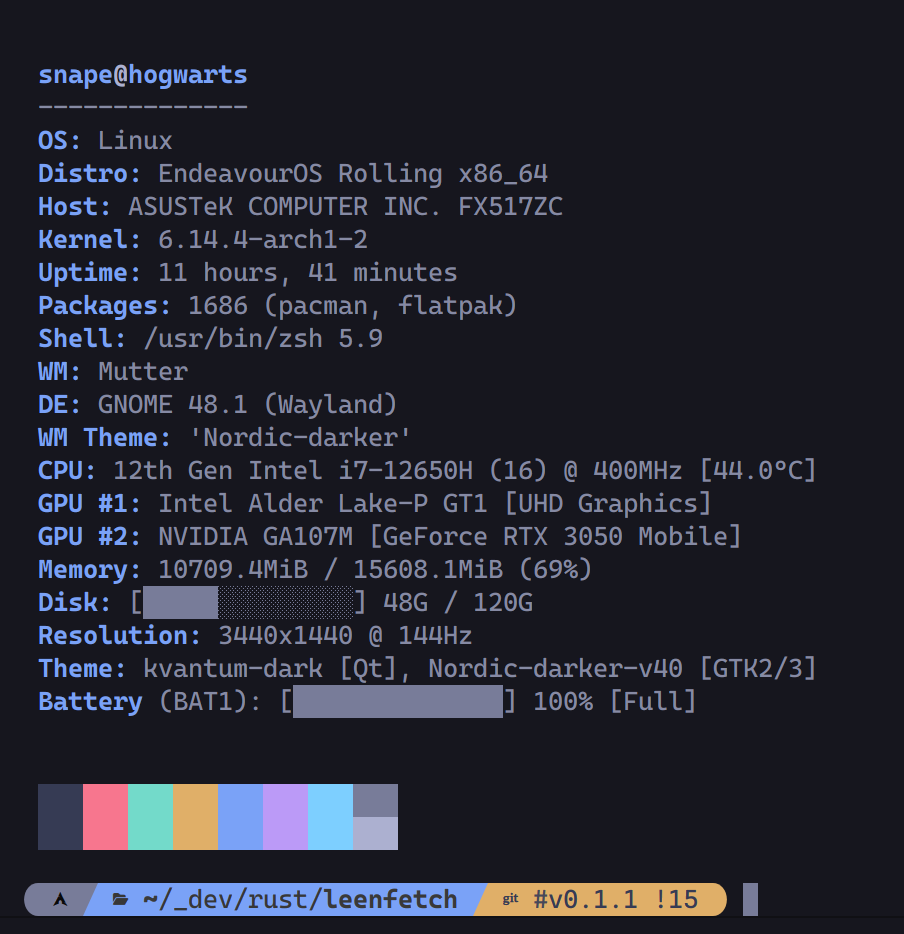 snape@hogwarts
--------------
OS: Linux
Distro: EndeavourOS Rolling x86_64
Host: ASUSTeK COMPUTER INC. FX517ZC
Kernel: 6.14.4-arch1-2
Uptime: 11 hours, 41 minutes
Packages: 1686 (pacman, flatpak)
Shell: /usr/bin/zsh 5.9
WM: Mutter
DE: GNOME 48.1 (Wayland)
WM Theme: 'Nordic-darker'
CPU: 12th Gen Intel i7-12650H (16) @ 400MHz [44.0°C]
GPU #1: Intel Alder Lake-P GT1 [UHD Graphics]
GPU #2: NVIDIA GA107M [GeForce RTX 3050 Mobile]
Memory: 10709.4MiB / 15608.1MiB (69%)
Disk: [█████░░░░░░░░░] 48G / 120G
Resolution: 3440x1440 @ 144Hz
Theme: kvantum-dark [Qt], Nordic-darker-v40 [GTK2/3]
Battery (BAT1): [██████████████] 100% [Full]
~/_dev/rust/leenfetch git #v0.1.1 !15